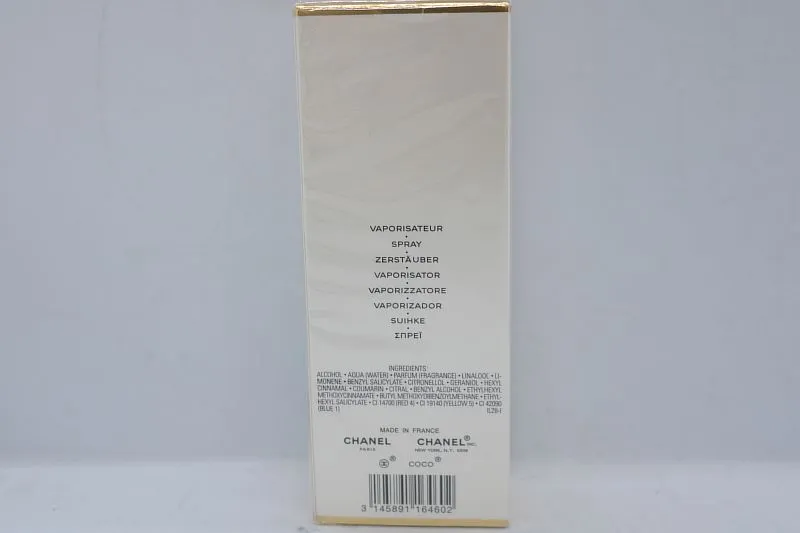 VAPORISATEUR
•
SPRAY
•
ZERSTÄUBER
•
VAPORISATOR
•
VAPORIZZATORE
•
VAPORIZADOR
•
SUIHKE
•
ΣΠΡΕΪ
INGREDIENTS:
ALCOHOL • AQUA (WATER) • PARFUM (FRAGRANCE) • LINALOOL • LI-
MONENE • BENZYL SALICYLATE • CITRONELLOL • GERANIOL • HEXYL
CINNAMAL • COUMARIN • CITRAL • BENZYL ALCOHOL • ETHYLHEXYL
METHOXYCINNAMATE • BUTYL METHOXYDIBENZOYLMETHANE • ETHYL-
HEXYL SALICYLATE • CI 14700 (RED 4) • CI 19140 (YELLOW 5) • CI 42090
(BLUE 1) IL28-I
MADE IN FRANCE
CHANEL CHANEL® INC.
PARIS NEW YORK, N.Y.
® COCO®
3 145891 164602